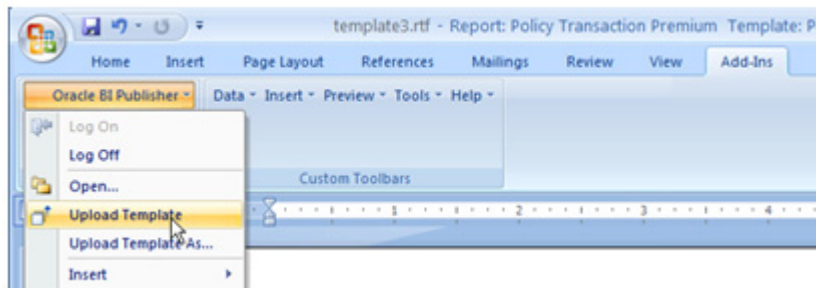 template3.rtf - Report: Policy Transaction Premium Template: P
Home Insert Page Layout References Mailings Review View Add-Ins
Oracle BI Publisher Data Insert Preview Tools Help
Log On
Log Off
Custom Toolbars
Open...
Upload Template
1 2 3 4
Upload Template As...
Insert